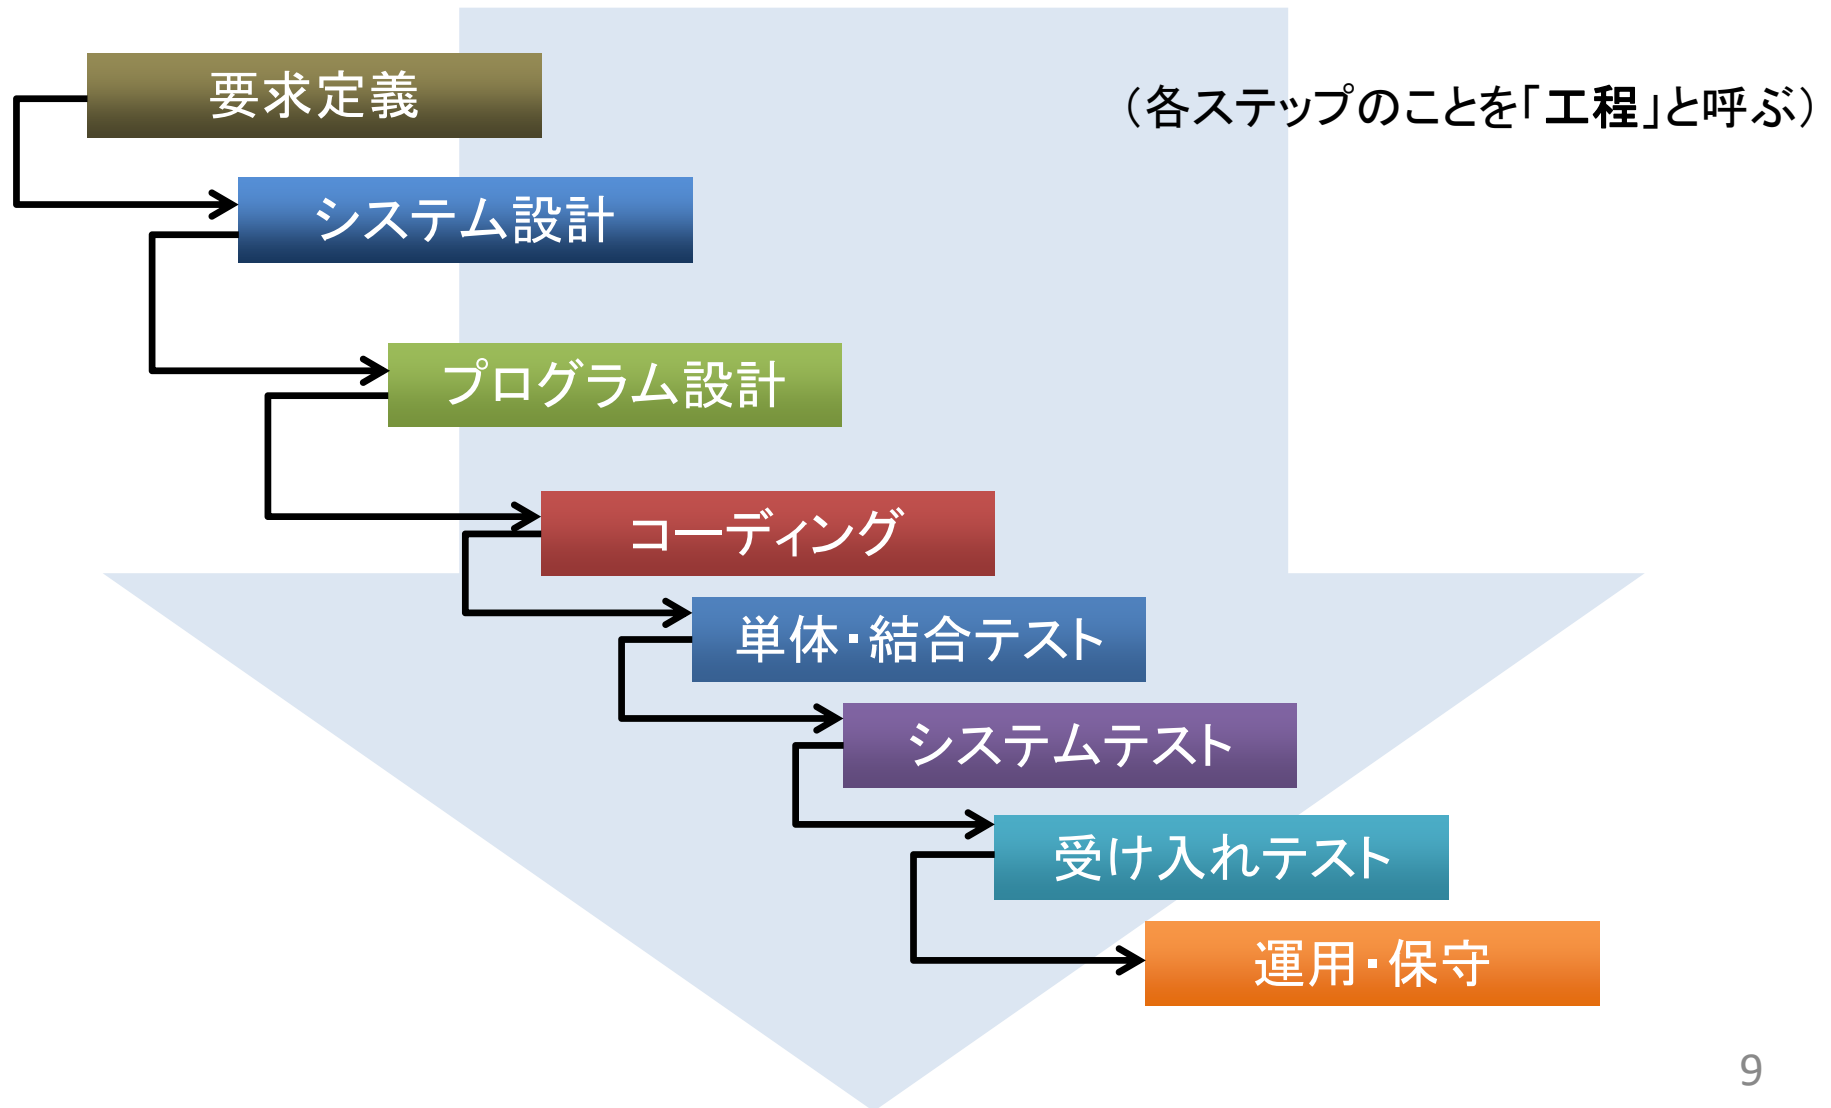 要求定義
（各ステップのことを「工程」と呼ぶ）
システム設計
プログラム設計
コーディング
単体・結合テスト
システムテスト
受け入れテスト
運用・保守
9